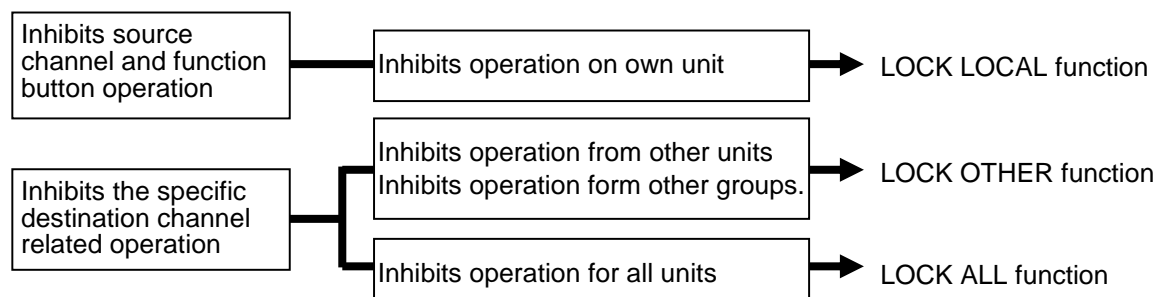 Inhibits source
channel and function
button operation
Inhibits operation on own unit
LOCK LOCAL function
Inhibits the specific
destination channel
related operation
Inhibits operation from other units
Inhibits operation form other groups.
LOCK OTHER function
Inhibits operation for all units
LOCK ALL function